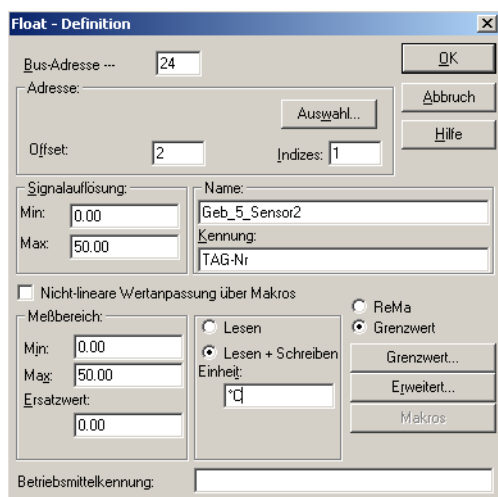 Float - Definition
Bus-Adresse ---
24
OK
Adresse:
Auswahl...
Abbruch
Offset:
2
Indizes:
1
Hilfe
Signalauflösung:
Min:
0.00
Max:
50.00
Name:
Geb_5_Sensor2
Kennung:
TAG-Nr
Nicht-lineare Wertanpassung über Makros
ReMa
Grenzwert
Meßbereich:
Min:
0.00
Max:
50.00
Ersatzwert:
0.00
Lesen
Lesen + Schreiben
Einheit:
°C
Grenzwert...
Erweitert...
Makros
Betriebsmittelkennung: